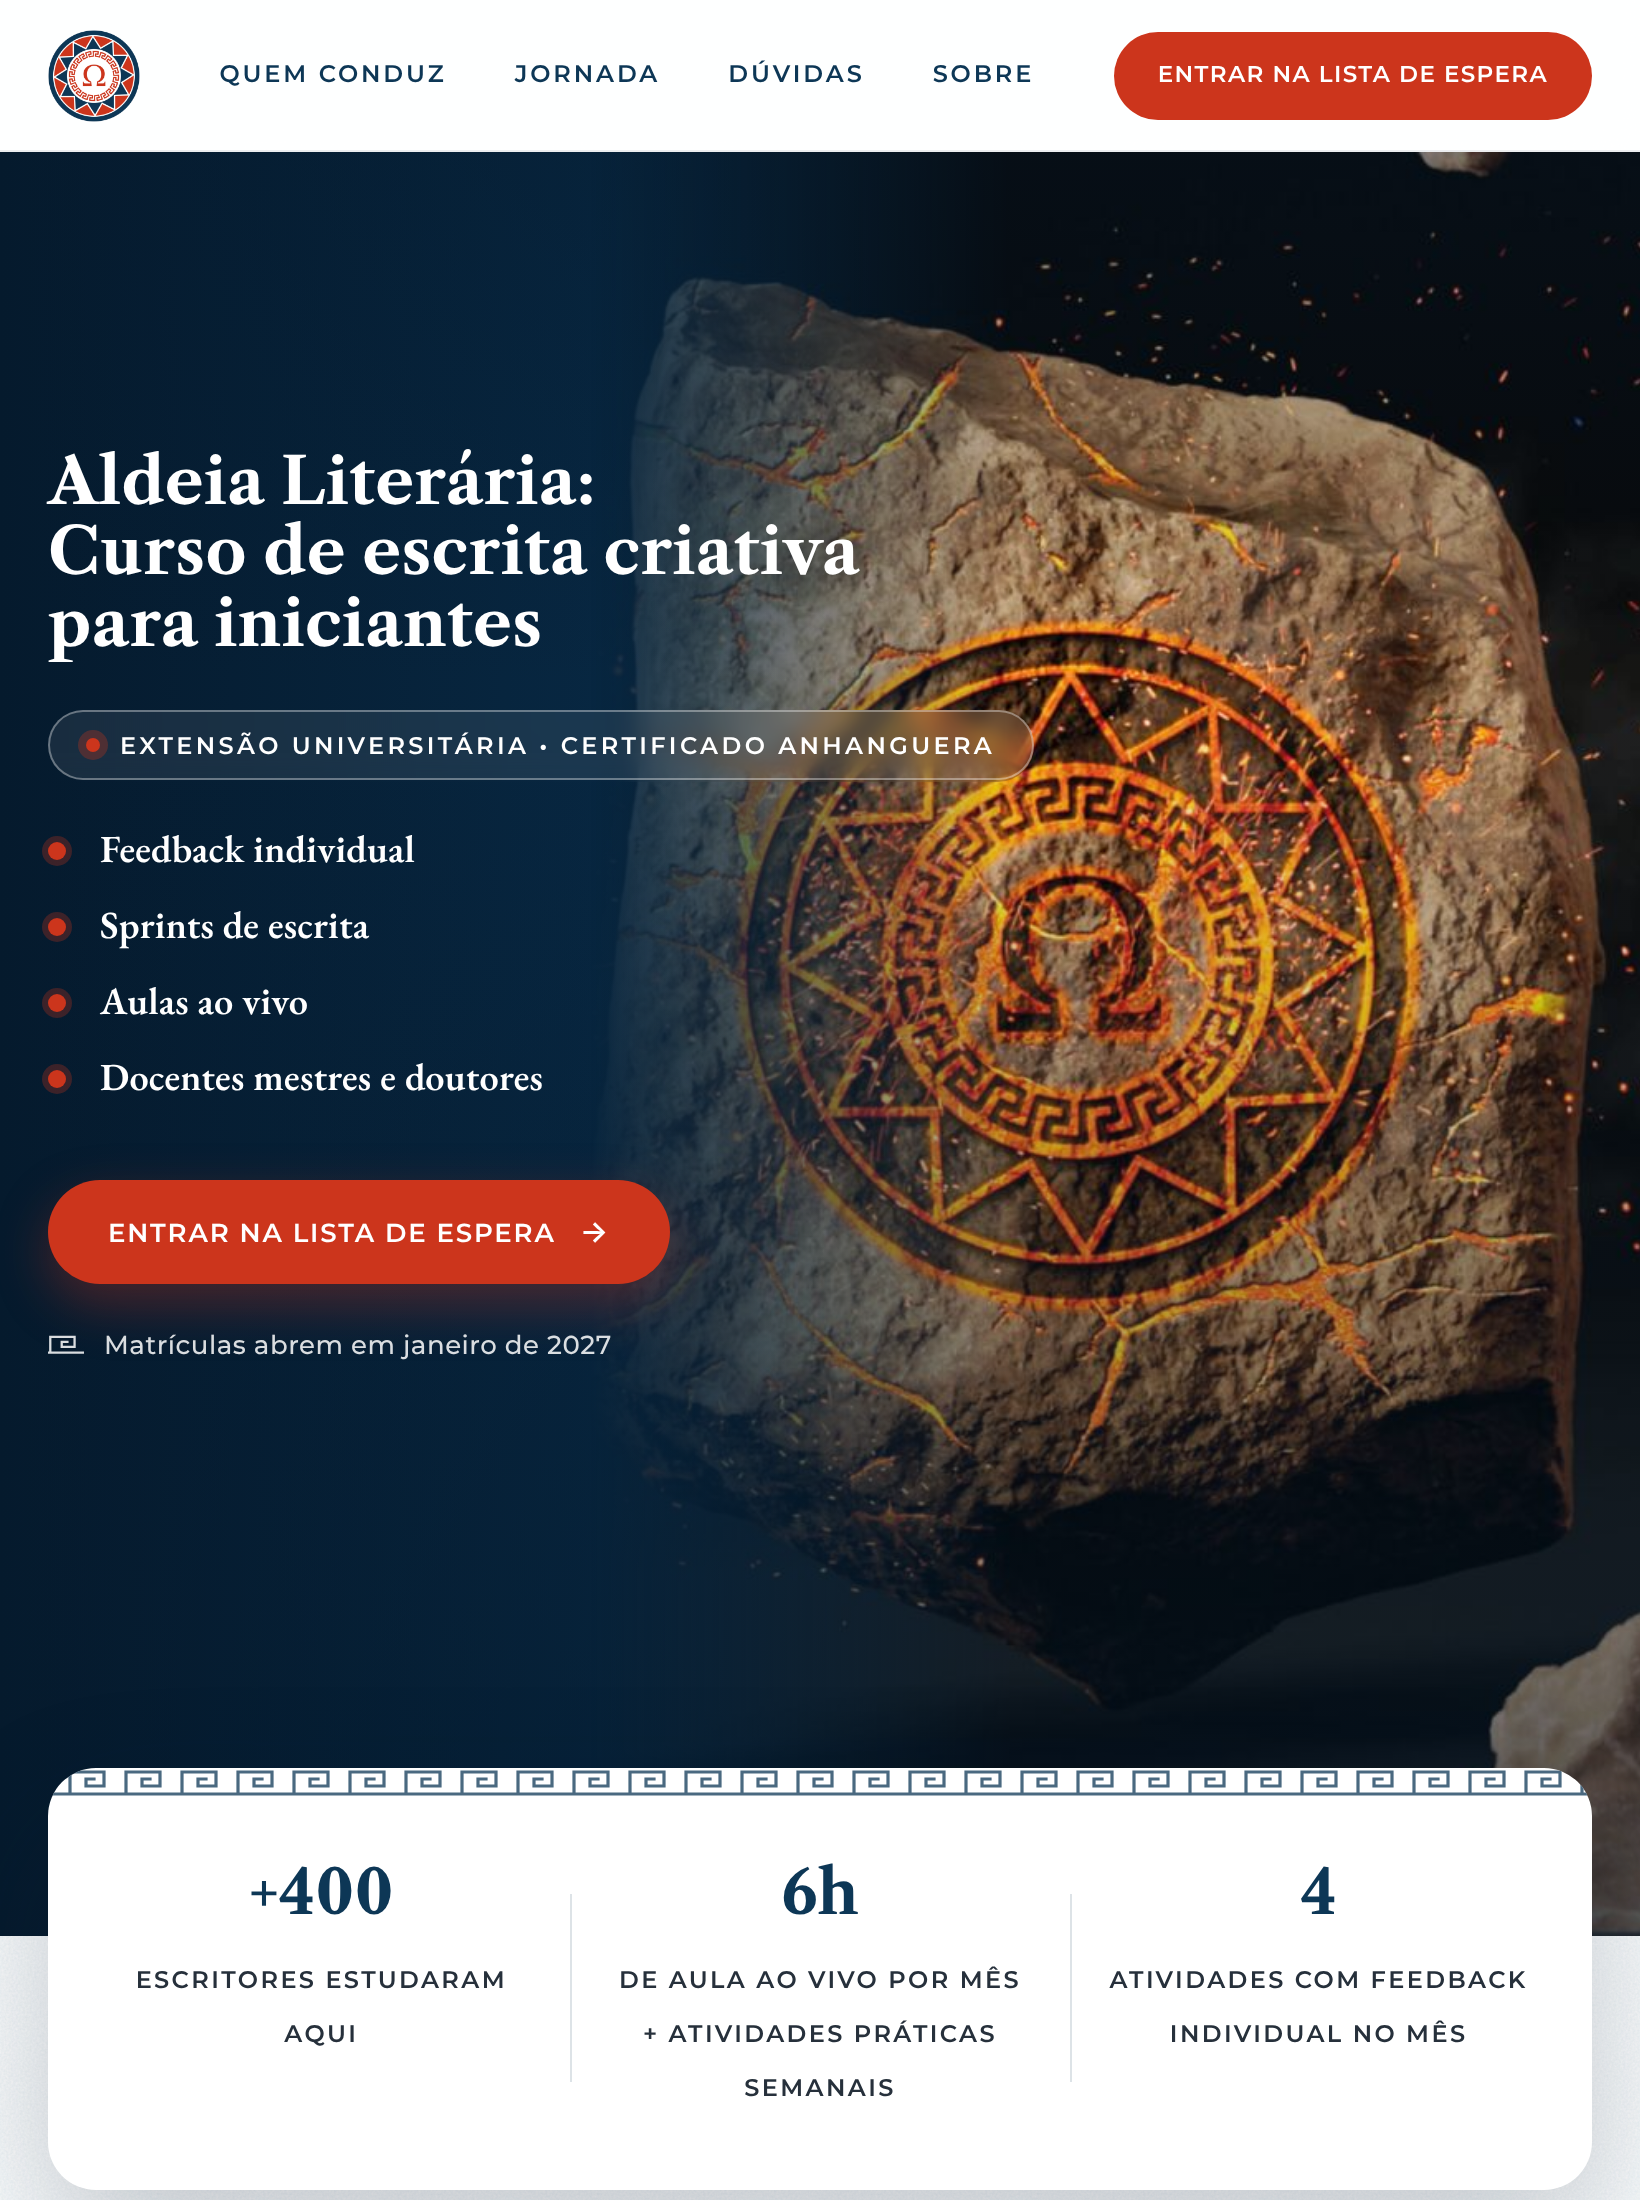 Ω
QUEM CONDUZ
JORNADA
DÚVIDAS
SOBRE
ENTRAR NA LISTA DE ESPERA
Aldeia Literária:
Curso de escrita criativa
para iniciantes
EXTENSÃO UNIVERSITÁRIA • CERTIFICADO ANHANGUERA
Feedback individual
Sprints de escrita
Aulas ao vivo
Docentes mestres e doutores
Ω
ENTRAR NA LISTA DE ESPERA →
Matrículas abrem em janeiro de 2027
+400
ESCRITORES ESTUDARAM
AQUI
6h
DE AULA AO VIVO POR MÊS
+ ATIVIDADES PRÁTICAS
SEMANAIS
4
ATIVIDADES COM FEEDBACK
INDIVIDUAL NO MÊS